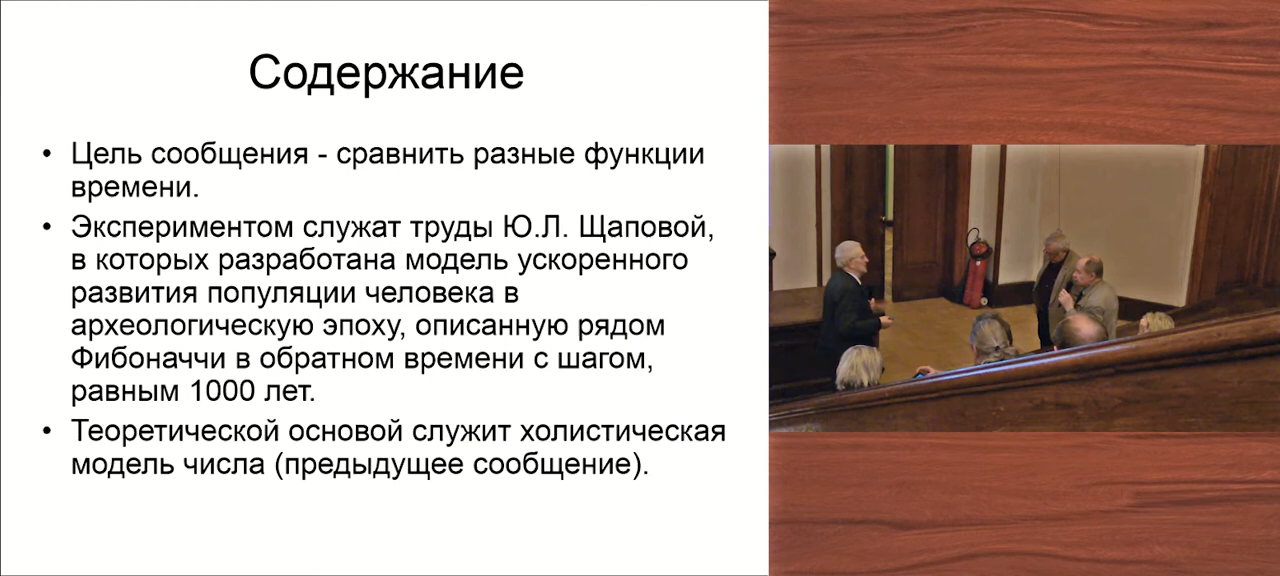 Содержание
• Цель сообщения - сравнить разные функции
времени.
• Экспериментом служат труды Ю.Л. Щаповой,
в которых разработана модель ускоренного
развития популяции человека в
археологическую эпоху, описанную рядом
Фибоначчи в обратном времени с шагом,
равным 1000 лет.
• Теоретической основой служит холистическая
модель числа (предыдущее сообщение).